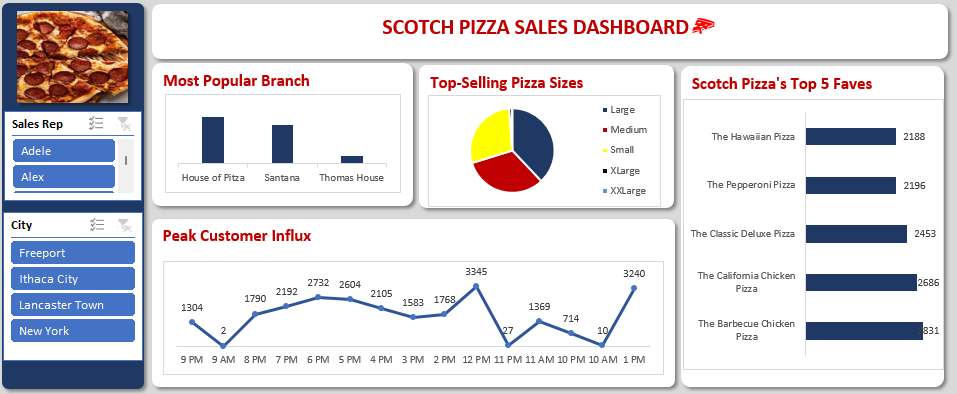 SCOTCH PIZZA SALES DASHBOARD
Sales Rep
Adele
Alex
City
Freeport
Ithaca City
Lancaster Town
New York
Most Popular Branch
House of Pitza
Santana
Thomas House
Top-Selling Pizza Sizes
Large
Medium
Small
XLarge
XXLarge
Peak Customer Influx
1304
2
1790
2192
2732
2604
2105
1583
1768
3345
27
1369
714
10
3240
9 PM
9 AM
8 PM
7 PM
6 PM
5 PM
4 PM
3 PM
2 PM
12 PM
11 PM
11 AM
10 PM
10 AM
1 PM
Scotch Pizza's Top 5 Faves
The Hawaiian Pizza
2188
The Pepperoni Pizza
2196
The Classic Deluxe Pizza
2453
The California Chicken
Pizza
2686
The Barbecue Chicken
Pizza